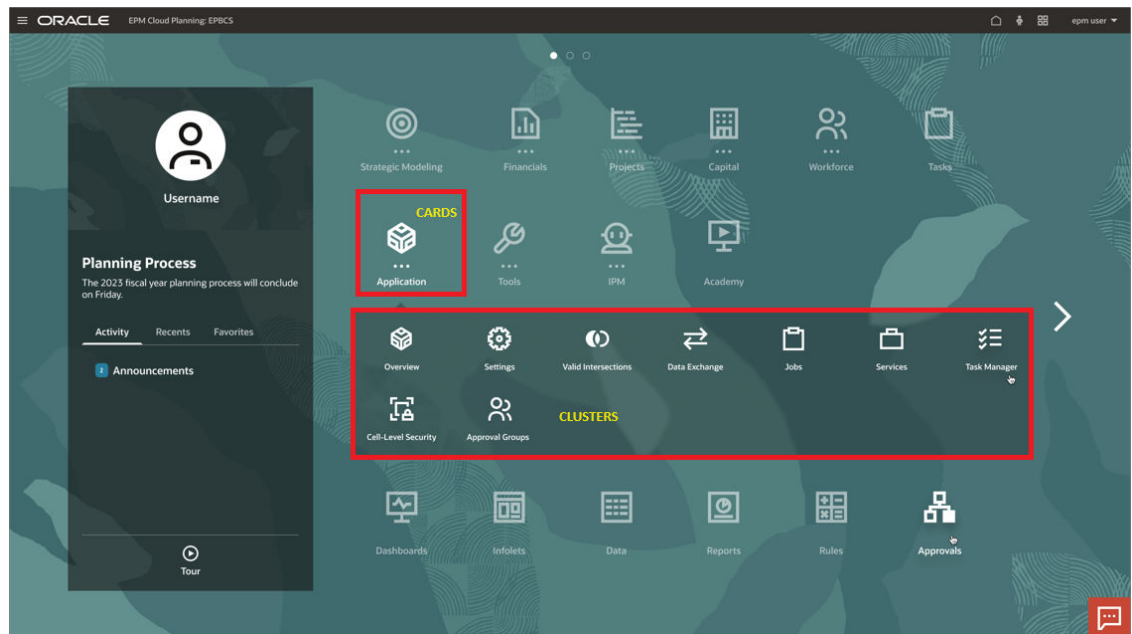 ORACLE EPM Cloud Planning: EPBCS
epm user
Username
Planning Process
The 2023 fiscal year planning process will conclude
on Friday.
Activity Recents Favorites
2 Announcements
Tour
Strategic Modeling Financials Projects Capital Workforce Tasks
CARDS
Application Tools IPM Academy
Overview Settings Valid Intersections Data Exchange Jobs Services Task Manager
CLUSTERS
Cell-Level Security Approval Groups
Dashboards Infolets Data Reports Rules Approvals